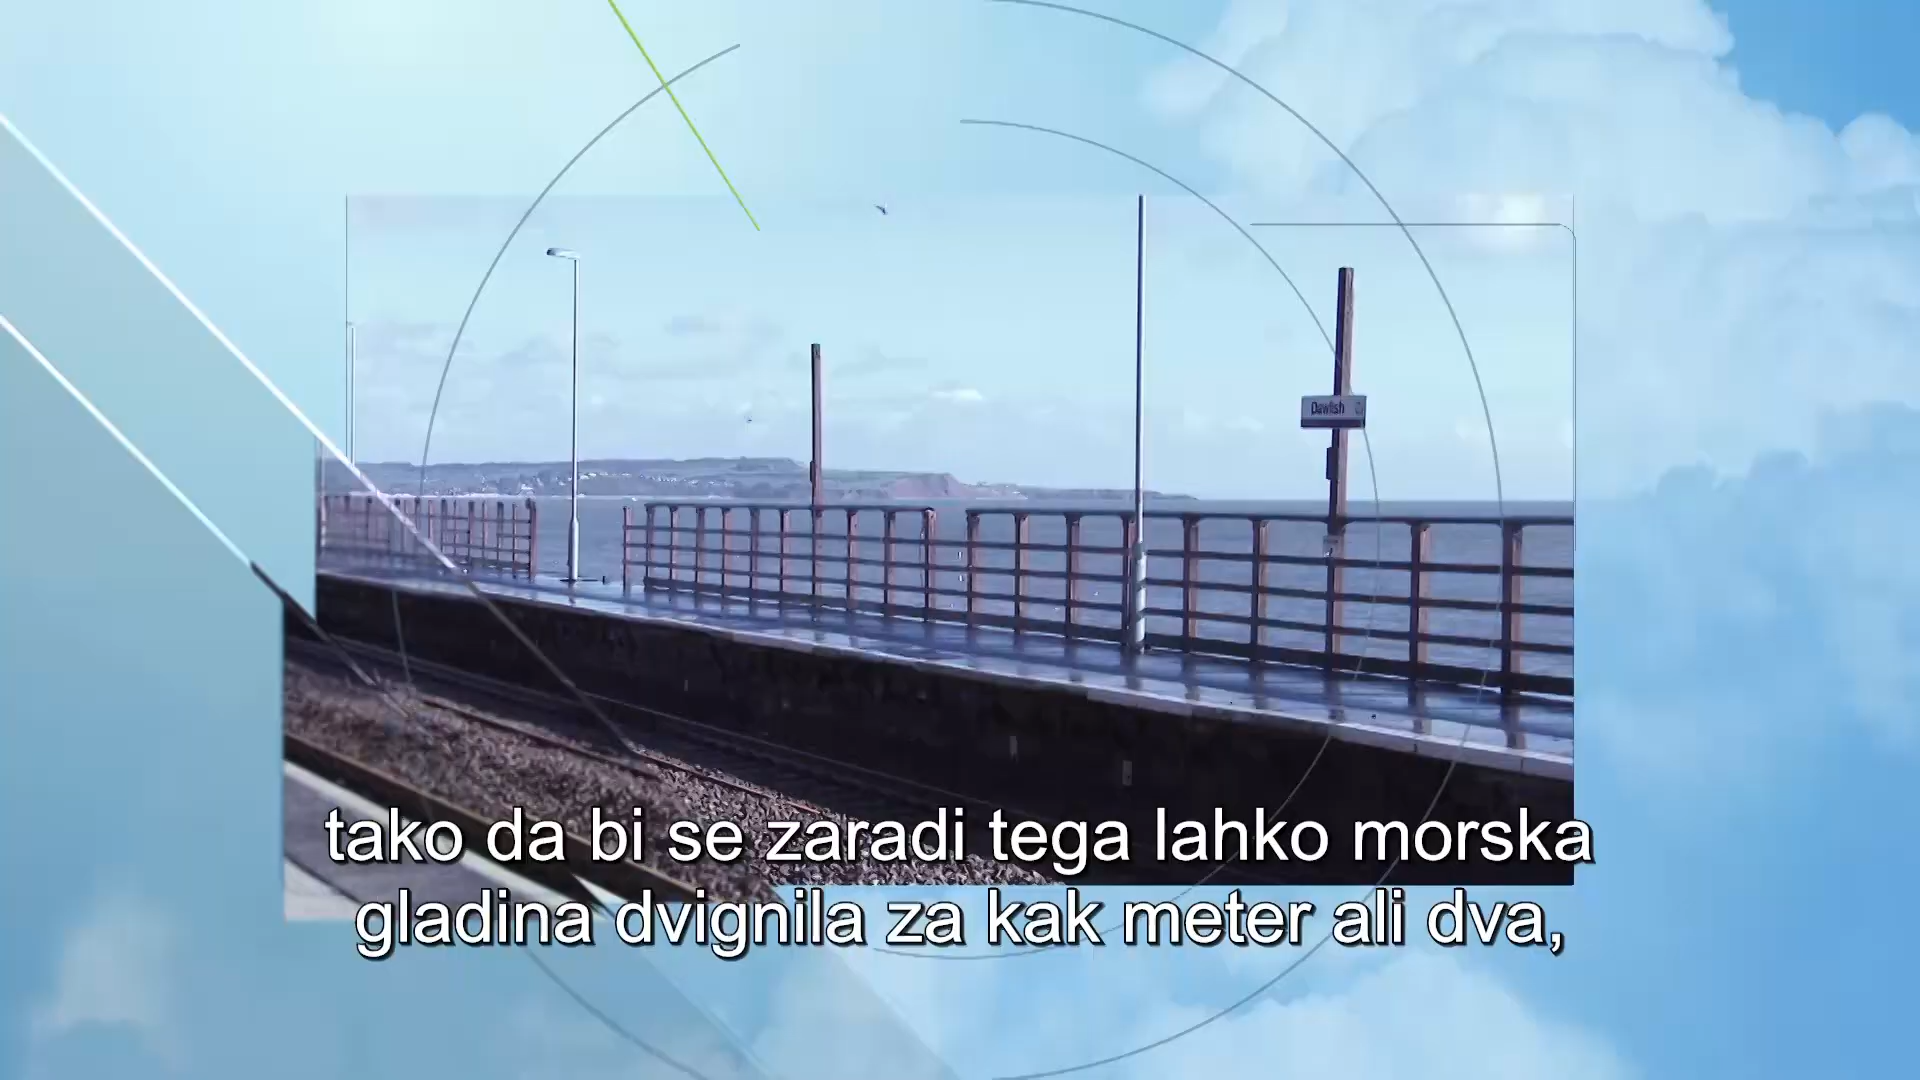 Dawlish
tako da bi se zaradi tega lahko morska
gladina dvignila za kak meter ali dva,